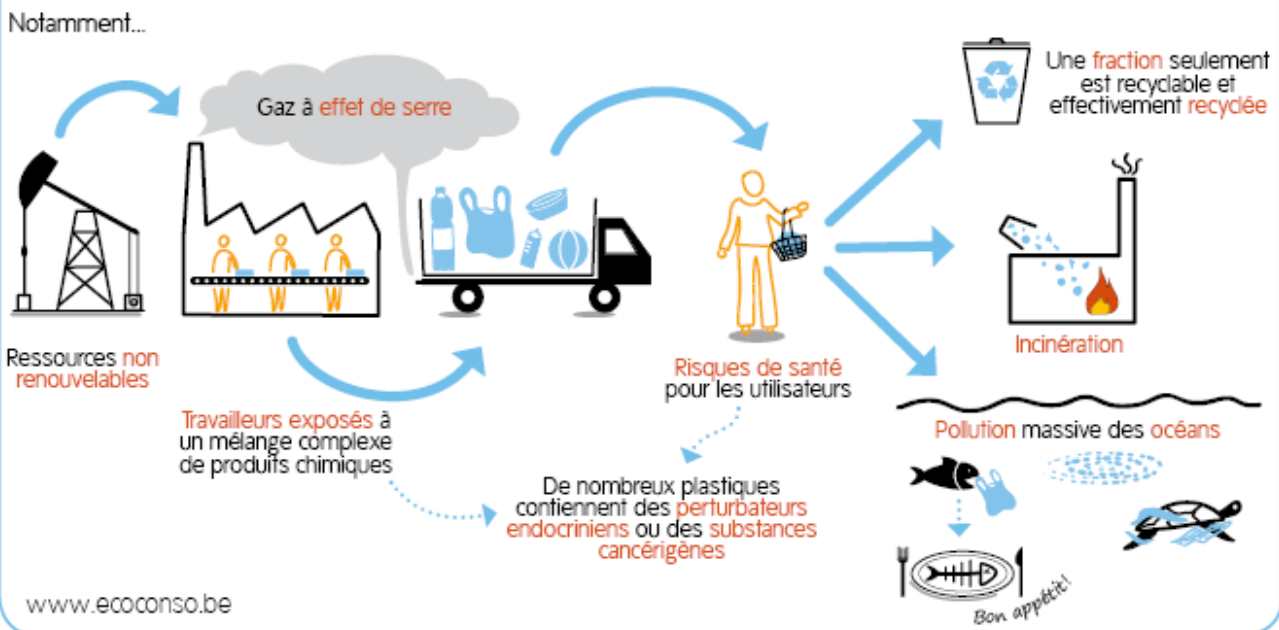 Notamment...
Gaz à effet de serre
Une fraction seulement
est recyclable et
effectivement recyclée
Ressources non
renouvelables
Travailleurs exposés à
un mélange complexe
de produits chimiques
Risques de santé
pour les utilisateurs
De nombreux plastiques
contiennent des perturbateurs
endocriniens ou des substances
cancérigènes
Incinération
Pollution massive des océans
Bon appétit!
www.ecoconso.be